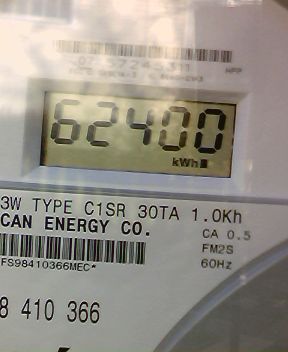 62400
kWh
3W TYPE C1SR 30TA 1.0Kh
CAN ENERGY CO.
CA 0.5
FM2S
60Hz
FS98410366MEC*
8 410 366